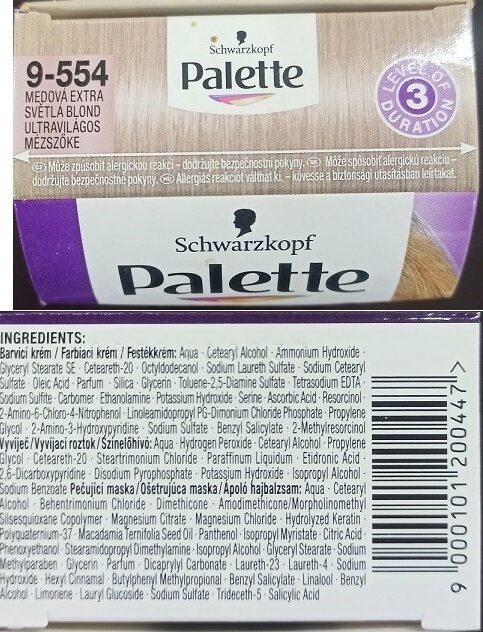 Schwarzkopf
Palette
9-554
MEDOVÁ EXTRA
SVĚTLÁ BLOND
ULTRAVILÁGOS
MÉZSZŐKE
LEVEL OF
3
DURATION
CZ Může způsobit alergickou reakci – dodržujte bezpečnostní pokyny. SK Môže spôsobiť alergickú reakciu –
dodržujte bezpečnostné pokyny. HU Allergiás reakciót válthat ki. – kövesse a biztonsági utasításban leírtakat.
Schwarzkopf
Palette
INGREDIENTS:
Barvicí krém / Farbiaci krém / Festékkrém: Aqua · Cetearyl Alcohol · Ammonium Hydroxide ·
Glyceryl Stearate SE · Ceteareth-20 · Octyldodecanol · Sodium Laureth Sulfate · Sodium Cetearyl
Sulfate · Oleic Acid · Parfum · Silica · Glycerin · Toluene-2,5-Diamine Sulfate · Tetrasodium EDTA ·
Sodium Sulfite · Carbomer · Ethanolamine · Potassium Hydroxide · Serine · Ascorbic Acid · Resorcinol ·
2-Amino-6-Chloro-4-Nitrophenol · Linoleamidopropyl PG-Dimonium Chloride Phosphate · Propylene
Glycol · 2-Amino-3-Hydroxypyridine · Sodium Sulfate · Benzyl Salicylate · 2-Methylresorcinol
Vyvíječ / Vyvíjací roztok / Színelőhívó: Aqua · Hydrogen Peroxide · Cetearyl Alcohol · Propylene
Glycol · Ceteareth-20 · Steartrimonium Chloride · Paraffinum Liquidum · Etidronic Acid ·
2,6-Dicarboxypyridine · Disodium Pyrophosphate · Potassium Hydroxide · Isopropyl Alcohol ·
Sodium Benzoate Pečující maska / Ošetrujúca maska / Ápoló hajbalzsam: Aqua · Cetearyl
Alcohol · Behentrimonium Chloride · Dimethicone · Amodimethicone/Morpholinomethyl
Silsesquioxane Copolymer · Magnesium Citrate · Magnesium Chloride · Hydrolyzed Keratin ·
Polyquaternium-37 · Macadamia Ternifolia Seed Oil · Panthenol · Isopropyl Myristate · Citric Acid ·
Phenoxyethanol · Stearamidopropyl Dimethylamine · Isopropyl Alcohol · Glyceryl Stearate · Sodium
Methylparaben · Glycerin · Parfum · Dicaprylyl Carbonate · Laureth-23 · Laureth-4 · Sodium
Hydroxide · Hexyl Cinnamal · Butylphenyl Methylpropional · Benzyl Salicylate · Linalool · Benzyl
Alcohol · Limonene · Lauryl Glucoside · Sodium Sulfate · Trideceth-5 · Salicylic Acid
9 000101 200447 >